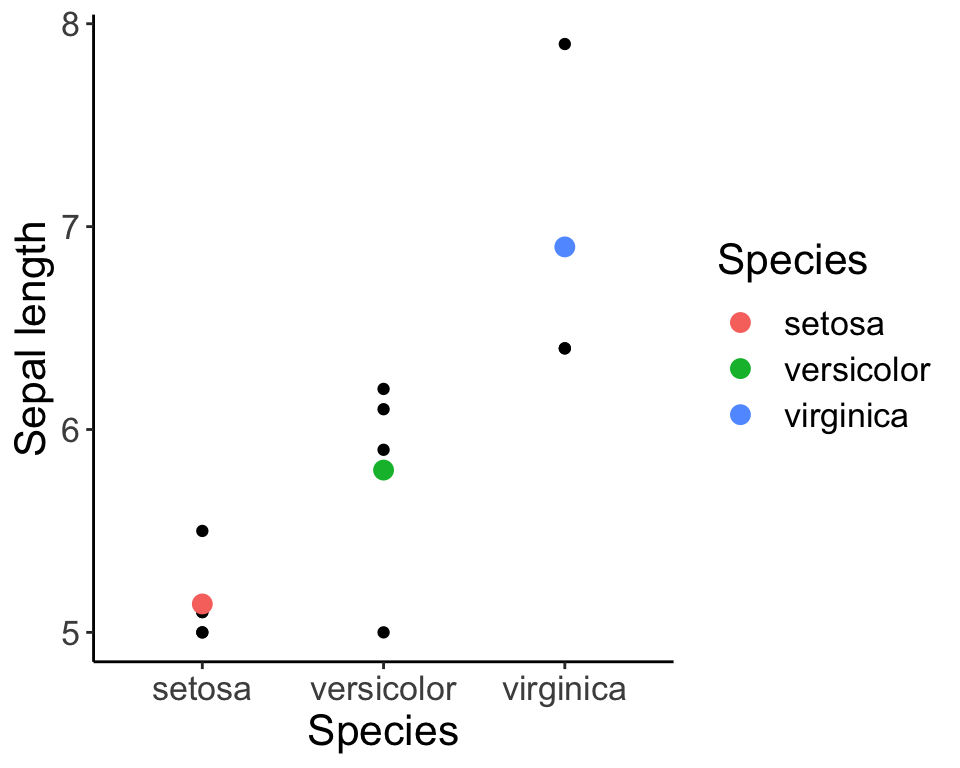 8
7
6
5
Sepal length
setosa
versicolor
virginica
Species
Species
setosa
versicolor
virginica